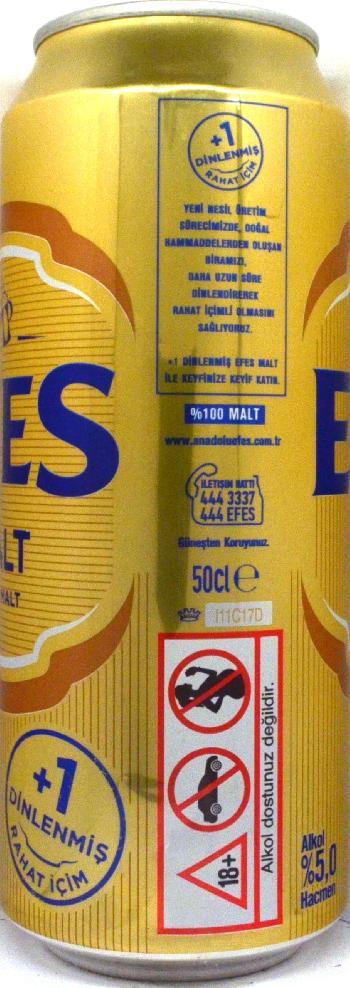 +1
DİNLENMİŞ
RAHAT İÇİM
YENİ NESİL ÜRETİM
SÜRECİMİZDE, DOĞAL
HAMMADDELERDEN OLUŞAN
BİRAMIZI,
DAHA UZUN SÜRE
DİNLENDİREREK
RAHAT İÇİMLİ OLMASINI
SAĞLIYORUZ.
+1 DİNLENMİŞ EFES MALT
İLE KEYFİNİZE KEYİF KATIN.
%100 MALT
www.anadoluefes.com.tr
İLETİŞİM HATTI
444 3337
444 EFES
Güneşten Koruyunuz.
50cl e
I11C17D
ES
LT
MALT
E
+1
DİNLENMİŞ
RAHAT İÇİM
18+
Alkol dostunuz değildir.
Alkol
%5,0
Hacmen